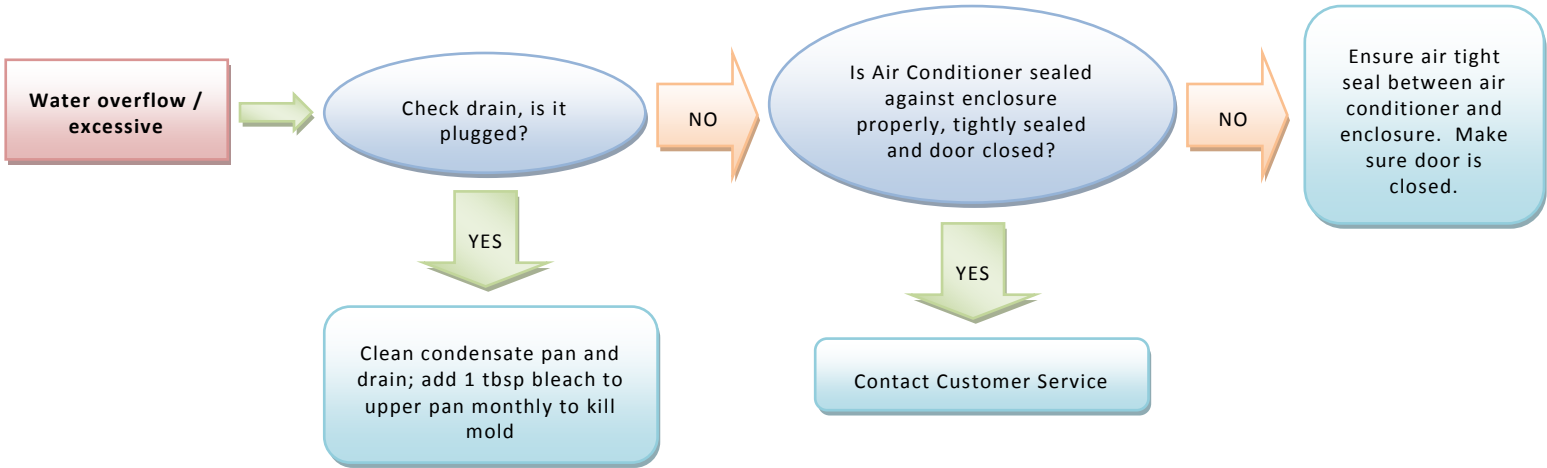 Water overflow /
excessive
Check drain, is it
plugged?
NO
Is Air Conditioner sealed
against enclosure
properly, tightly sealed
and door closed?
NO
Ensure air tight
seal between air
conditioner and
enclosure. Make
sure door is
closed.
YES
Clean condensate pan and
drain; add 1 tbsp bleach to
upper pan monthly to kill
mold
YES
Contact Customer Service